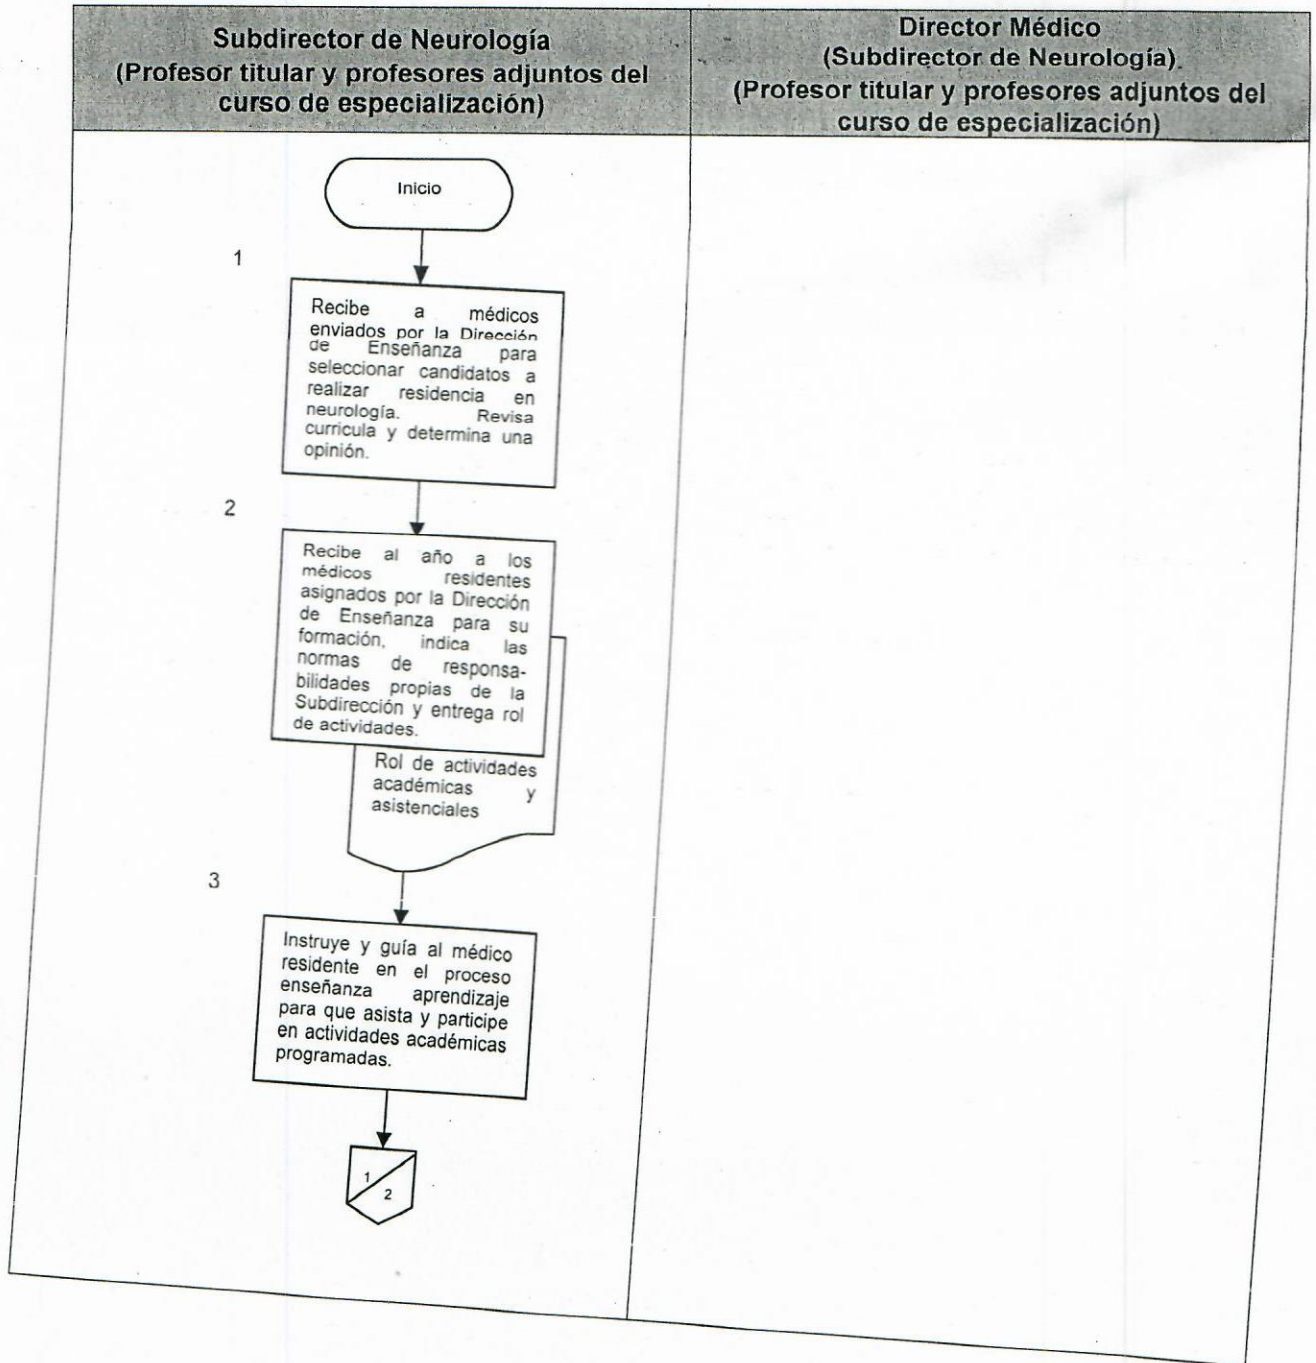 Subdirector de Neurología
(Profesor titular y profesores adjuntos del
curso de especialización)
Director Médico
(Subdirector de Neurología)
(Profesor titular y profesores adjuntos del
curso de especialización)
Inicio
1
Recibe a médicos
enviados por la Dirección
de Enseñanza para
seleccionar candidatos a
realizar residencia en
neurología. Revisa
curricula y determina una
opinión.
2
Recibe al año a los
médicos residentes
asignados por la Dirección
de Enseñanza para su
formación, indica las
normas de responsa-
bilidades propias de la
Subdirección y entrega rol
de actividades.
Rol de actividades
académicas y
asistenciales
3
Instruye y guía al médico
residente en el proceso
enseñanza aprendizaje
para que asista y participe
en actividades académicas
programadas.
1
2